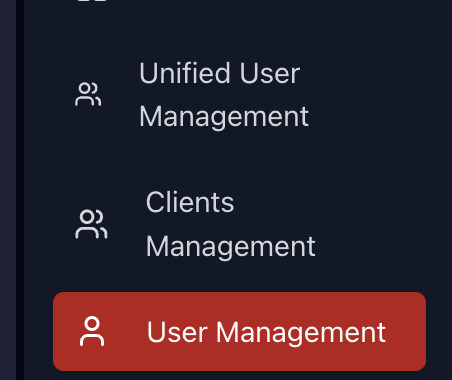 Unified User
Management
Clients
Management
User Management